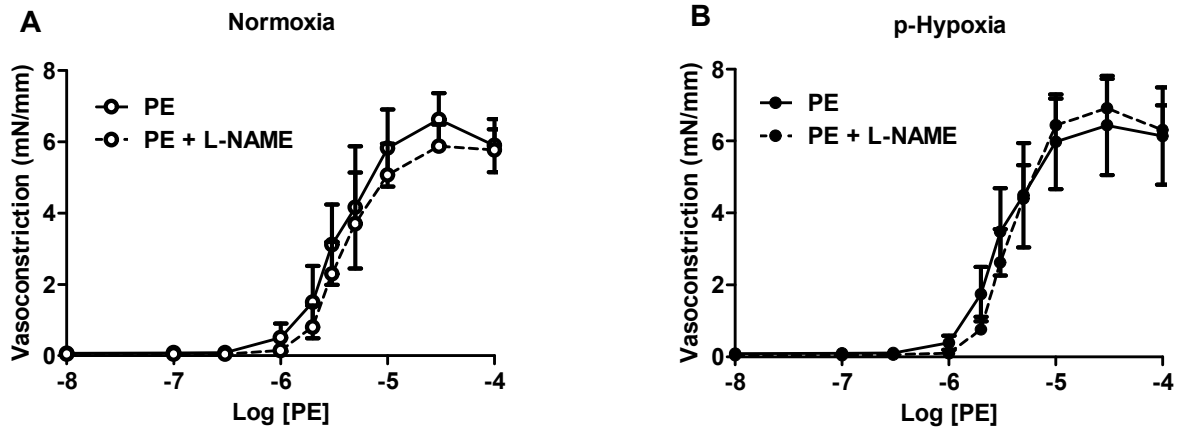 A
Normoxia
Vasoconstriction (mN/mm)
8
6
4
2
0
PE
PE + L-NAME
-8
-7
-6
-5
-4
Log [PE]
B
p-Hypoxia
Vasoconstriction (mN/mm)
8
6
4
2
0
PE
PE + L-NAME
-8
-7
-6
-5
-4
Log [PE]